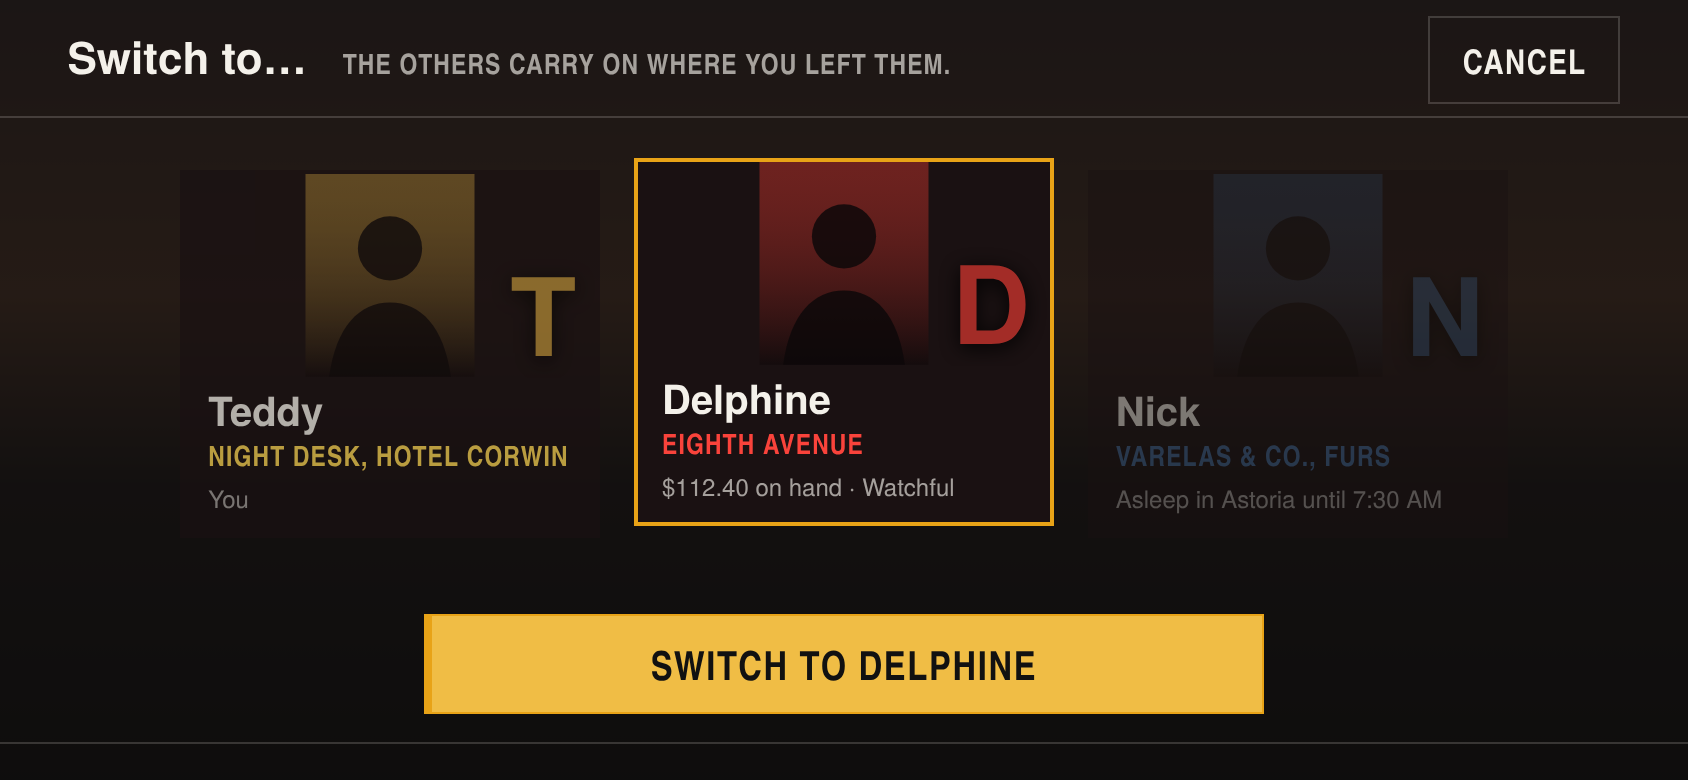 Switch to...
THE OTHERS CARRY ON WHERE YOU LEFT THEM.
CANCEL
T
Teddy
NIGHT DESK, HOTEL CORWIN
You
D
Delphine
EIGHTH AVENUE
$112.40 on hand · Watchful
N
Nick
VARELAS & CO., FURS
Asleep in Astoria until 7:30 AM
SWITCH TO DELPHINE